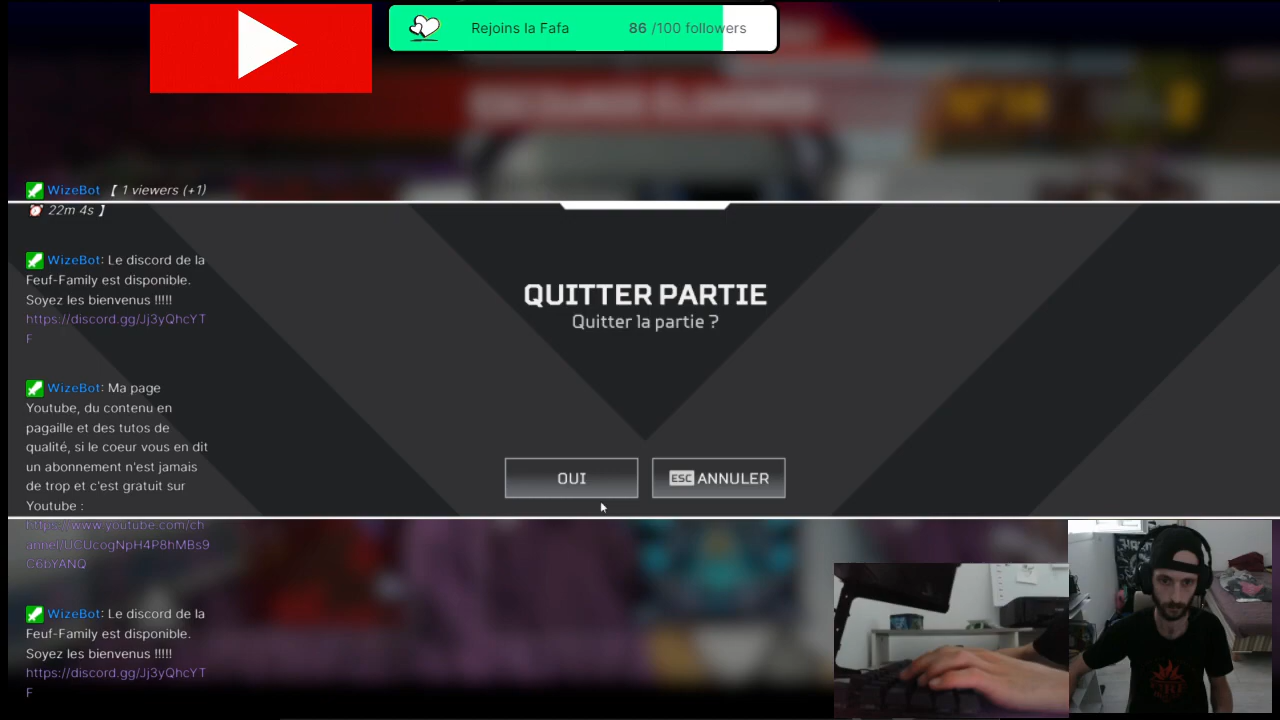 Rejoins la Fafa 86 /100 followers
WizeBot 【 1 viewers (+1)
⏰ 22m 4s 】
WizeBot: Le discord de la
Feuf-Family est disponible.
Soyez les bienvenus !!!!!
https://discord.gg/Jj3yQhcYT
F
WizeBot: Ma page
Youtube, du contenu en
pagaille et des tutos de
qualité, si le coeur vous en dit
un abonnement n'est jamais
de trop et c'est gratuit sur
Youtube :
https://www.youtube.com/ch
annel/UCUcogNpH4P8hMBs9
C6bYANQ
WizeBot: Le discord de la
Feuf-Family est disponible.
Soyez les bienvenus !!!!!
https://discord.gg/Jj3yQhcYT
F
QUITTER PARTIE
Quitter la partie ?
OUI
ESC ANNULER